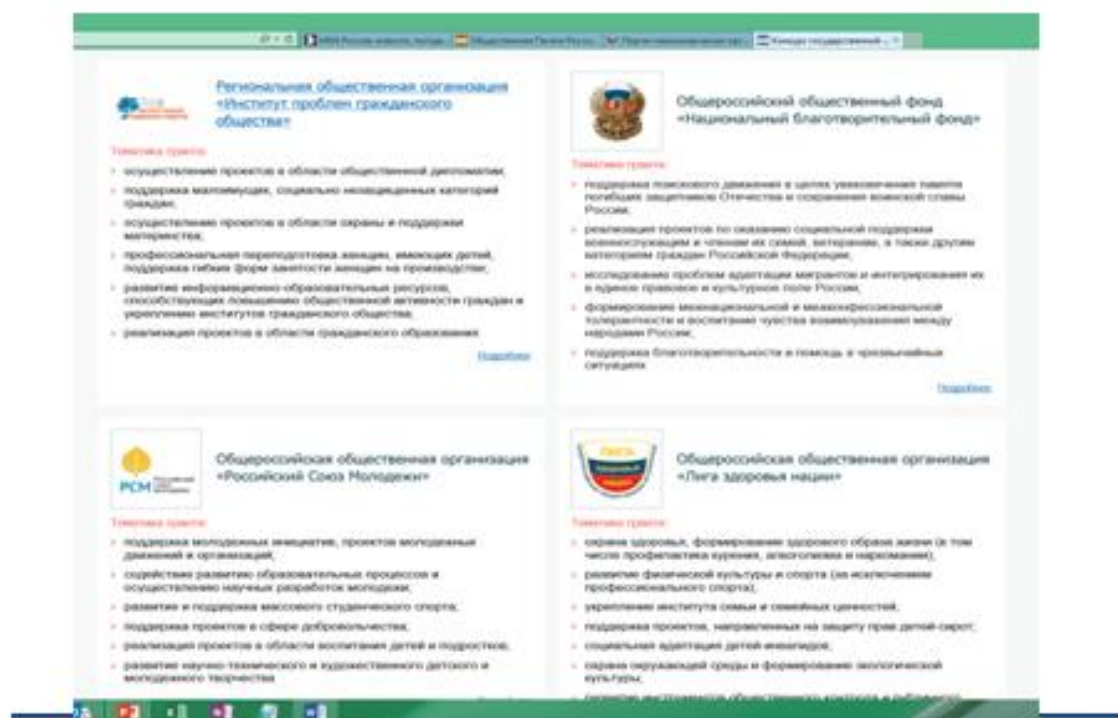 Региональная общественная организация
«Институт проблем гражданского
общества»
Тематика гранта:
осуществление проектов в области общественной дипломатии;
поддержка малоимущих, социально незащищенных категорий
граждан;
осуществление проектов в области охраны и поддержки
материнства;
профессиональная переподготовка женщин, имеющих детей,
поддержка гибких форм занятости женщин на производстве;
развитие информационно-образовательных ресурсов,
способствующих повышению общественной активности граждан и
укреплению институтов гражданского общества;
реализация проектов в области гражданского образования
Подробнее
Общероссийский общественный фонд
«Национальный благотворительный фонд»
Тематика гранта:
поддержка поискового движения в целях увековечения памяти
погибших защитников Отечества и сохранения воинской славы
России;
реализация проектов по оказанию социальной поддержки
военнослужащим и членам их семей, ветеранам, а также другим
категориям граждан Российской Федерации;
исследование проблем адаптации мигрантов и интегрирования их
в единое правовое и культурное поле России;
формирование межнациональной и межконфессиональной
толерантности и воспитание чувства взаимоуважения между
народами России;
поддержка благотворительности и помощь в чрезвычайных
ситуациях
Подробнее
РСМ
Общероссийская общественная организация
«Российский Союз Молодежи»
Тематика гранта:
поддержка молодежных инициатив, проектов молодежных
движений и организаций;
содействие развитию образовательных процессов и
осуществлению научных разработок молодежи;
развитие и поддержка массового студенческого спорта;
поддержка проектов в сфере добровольчества;
реализация проектов в области воспитания детей и подростков;
развитие научно-технического и художественного детского и
молодежного творчества
ЛИГА
ЗДОРОВЬЯ
НАЦИИ
Общероссийская общественная организация
«Лига здоровья нации»
Тематика гранта:
охрана здоровья, формирование здорового образа жизни (в том
числе профилактика курения, алкоголизма и наркомании);
развитие физической культуры и спорта (за исключением
профессионального спорта);
укрепление института семьи и семейных ценностей;
поддержка проектов, направленных на защиту прав детей-сирот;
социальная адаптация детей-инвалидов;
охрана окружающей среды и формирование экологической
культуры;
развитие инструментов общественного контроля и публичного